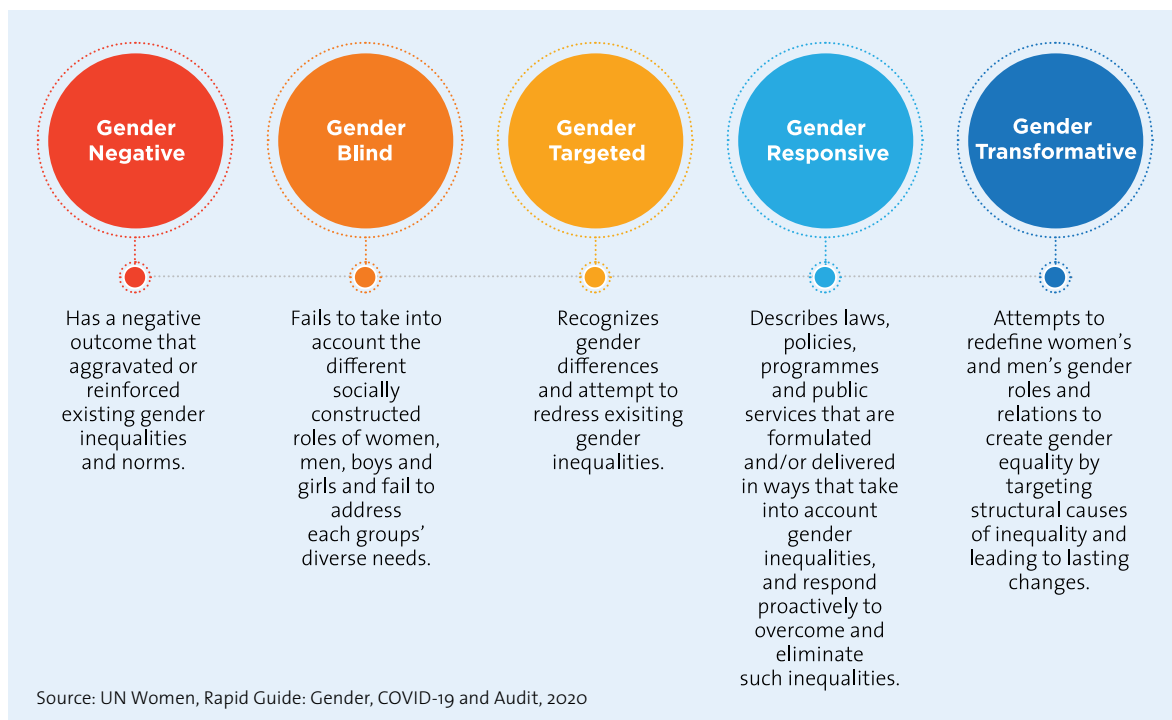 Gender
Negative
Gender
Blind
Gender
Targeted
Gender
Responsive
Gender
Transformative
Has a negative
outcome that
aggravated or
reinforced
existing gender
inequalities
and norms.
Fails to take into
account the
different
socially
constructed
roles of women,
men, boys and
girls and fail to
address
each groups’
diverse needs.
Recognizes
gender
differences
and attempt to
redress exisiting
gender
inequalities.
Describes laws,
policies,
programmes
and public
services that are
formulated
and/or delivered
in ways that take
into account
gender
inequalities,
and respond
proactively to
overcome and
eliminate
such inequalities.
Attempts to
redefine women’s
and men’s gender
roles and
relations to
create gender
equality by
targeting
structural causes
of inequality and
leading to lasting
changes.
Source: UN Women, Rapid Guide: Gender, COVID-19 and Audit, 2020